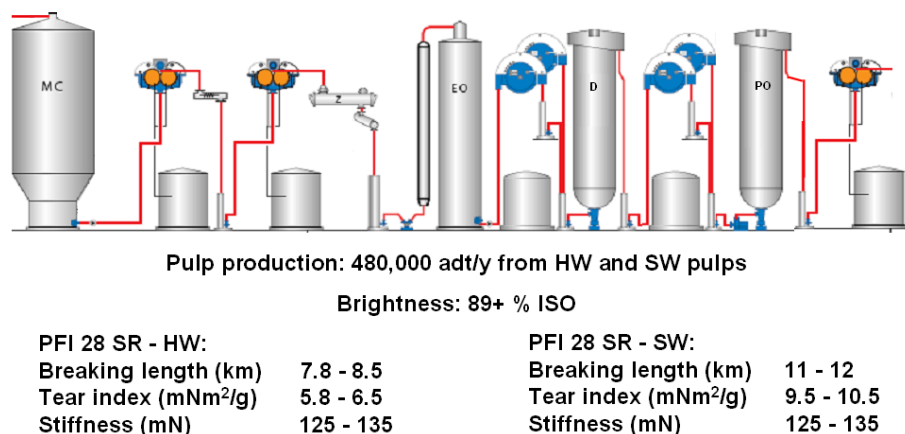 MC
Z
EO
D
PO
Pulp production: 480,000 adt/y from HW and SW pulps
Brightness: 89+ % ISO
PFI 28 SR - HW:
Breaking length (km) 7.8 - 8.5
Tear index (mNm²/g) 5.8 - 6.5
Stiffness (mN) 125 - 135
PFI 28 SR - SW:
Breaking length (km) 11 - 12
Tear index (mNm²/g) 9.5 - 10.5
Stiffness (mN) 125 - 135